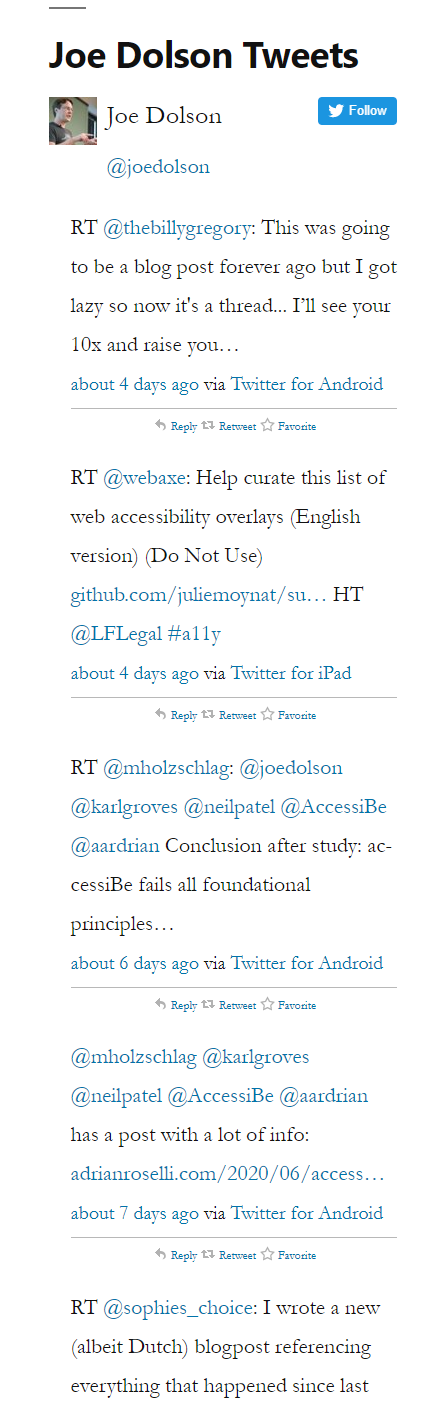 Joe Dolson Tweets
Joe Dolson
Follow
@joedolson
RT @thebillygregory: This was going
to be a blog post forever ago but I got
lazy so now it's a thread... I’ll see your
10x and raise you…
about 4 days ago via Twitter for Android
Reply Retweet Favorite
RT @webaxe: Help curate this list of
web accessibility overlays (English
version) (Do Not Use)
github.com/juliemoynat/su… HT
@LFLegal #a11y
about 4 days ago via Twitter for iPad
Reply Retweet Favorite
RT @mholzschlag: @joedolson
@karlgroves @neilpatel @AccessiBe
@aardrian Conclusion after study: ac-
cessiBe fails all foundational
principles…
about 6 days ago via Twitter for Android
Reply Retweet Favorite
@mholzschlag @karlgroves
@neilpatel @AccessiBe @aardrian
has a post with a lot of info:
adrianroselli.com/2020/06/access…
about 7 days ago via Twitter for Android
Reply Retweet Favorite
RT @sophies_choice: I wrote a new
(albeit Dutch) blogpost referencing
everything that happened since last